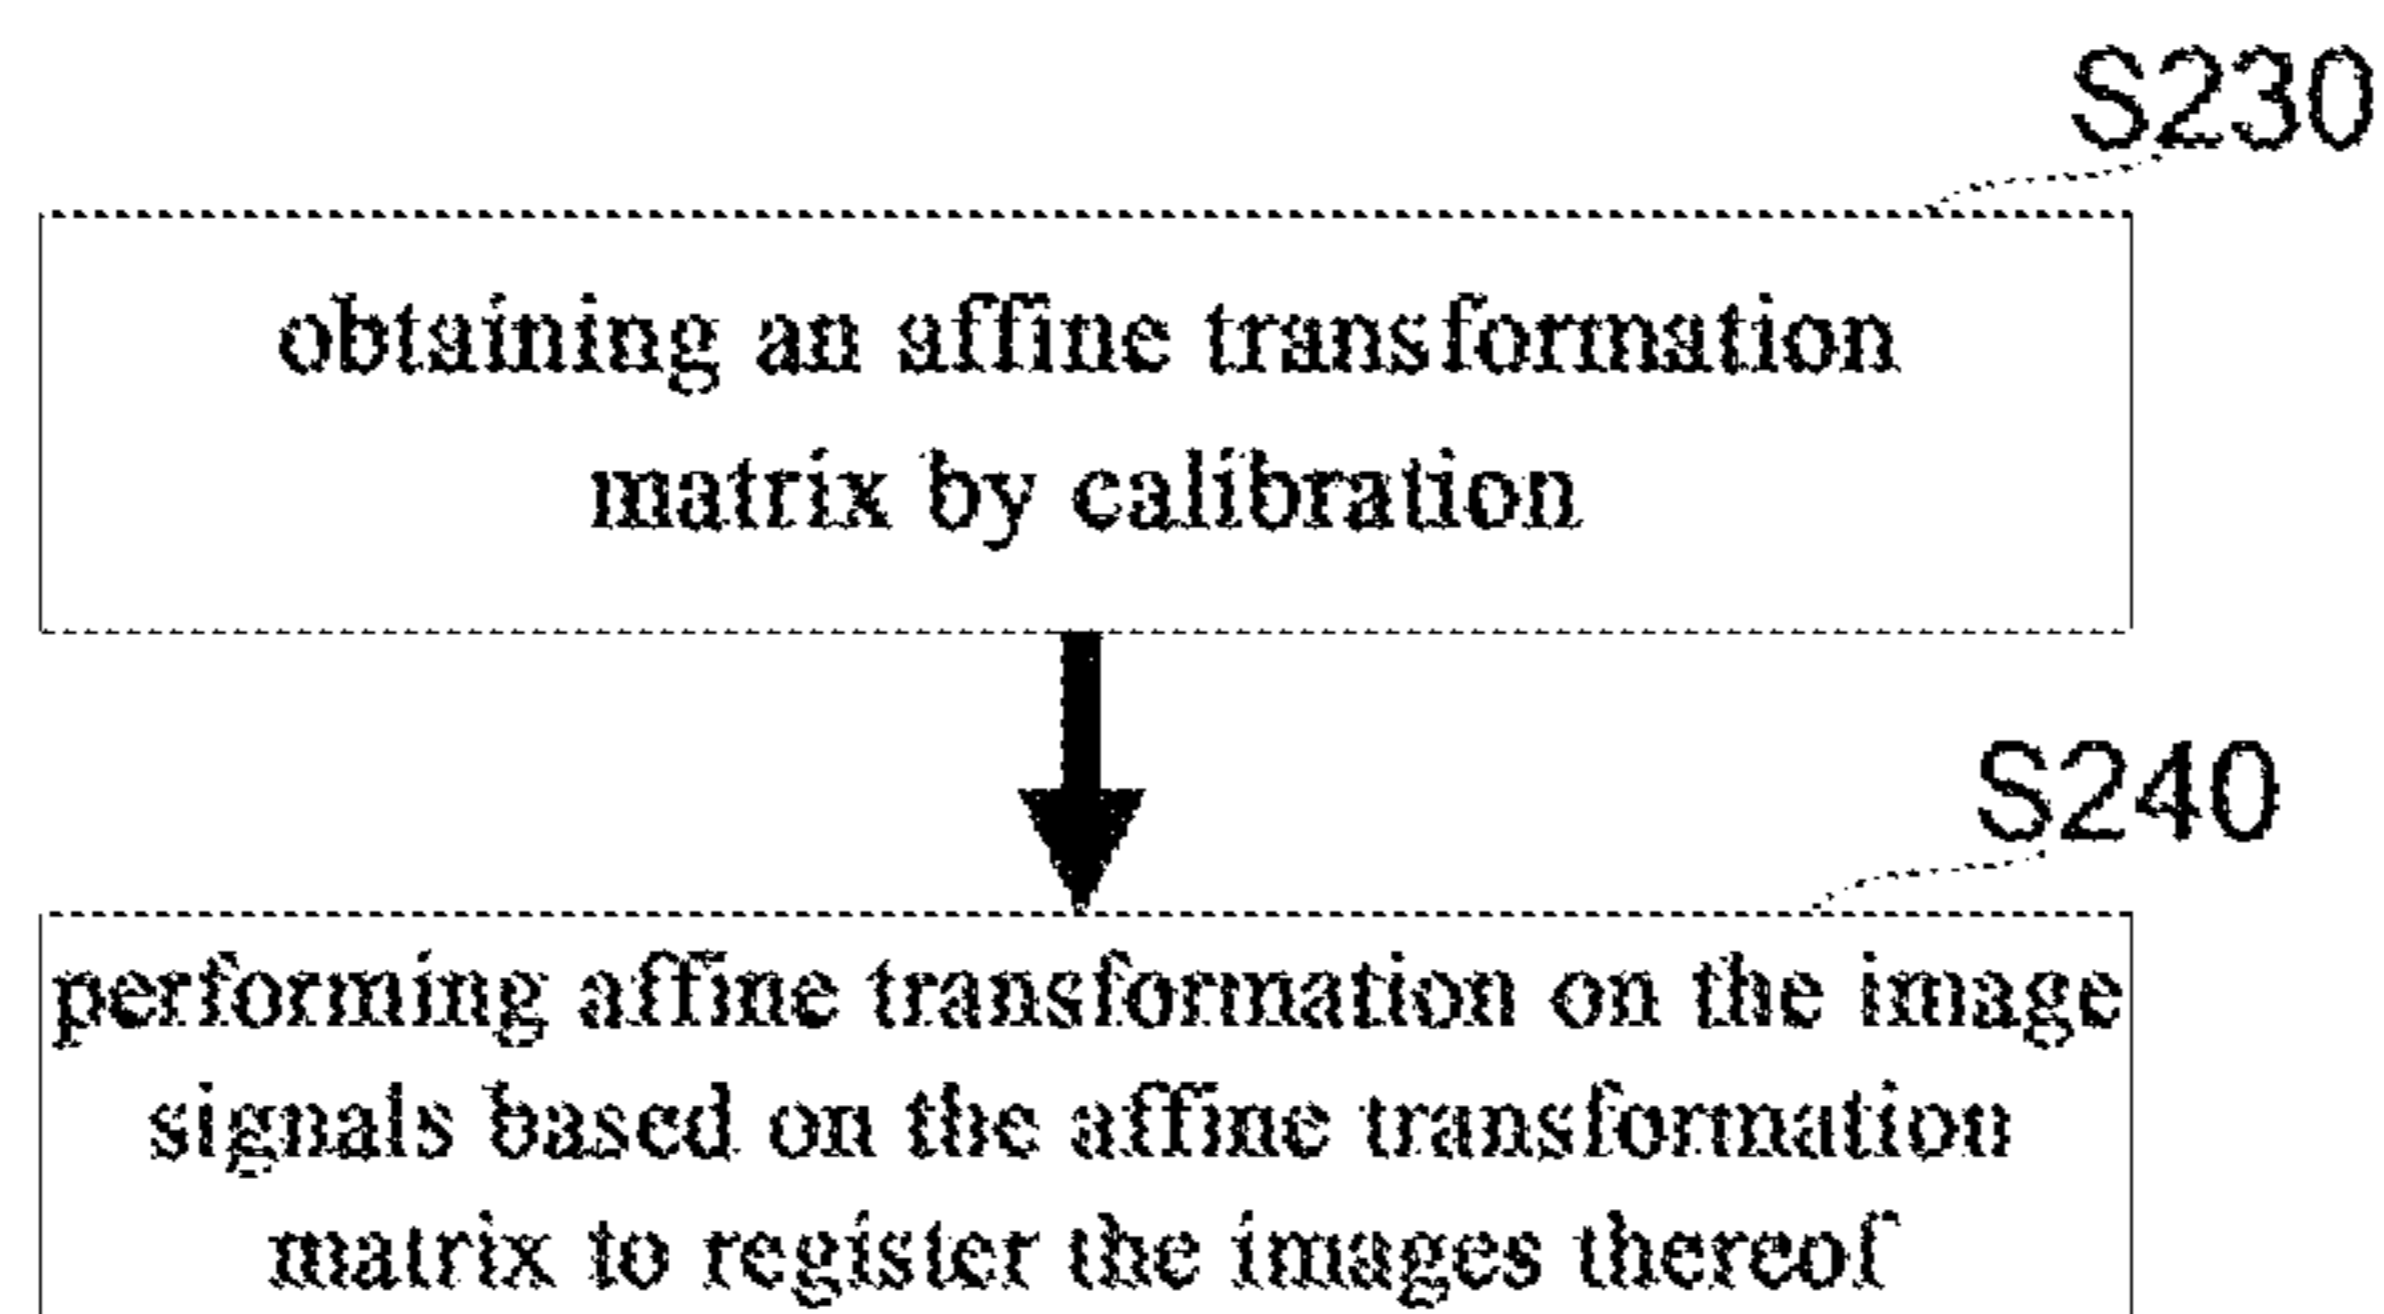 S230
obtaining an affine transformation
matrix by calibration
S240
performing affine transformation on the image
signals based on the affine transformation
matrix to register the images thereof